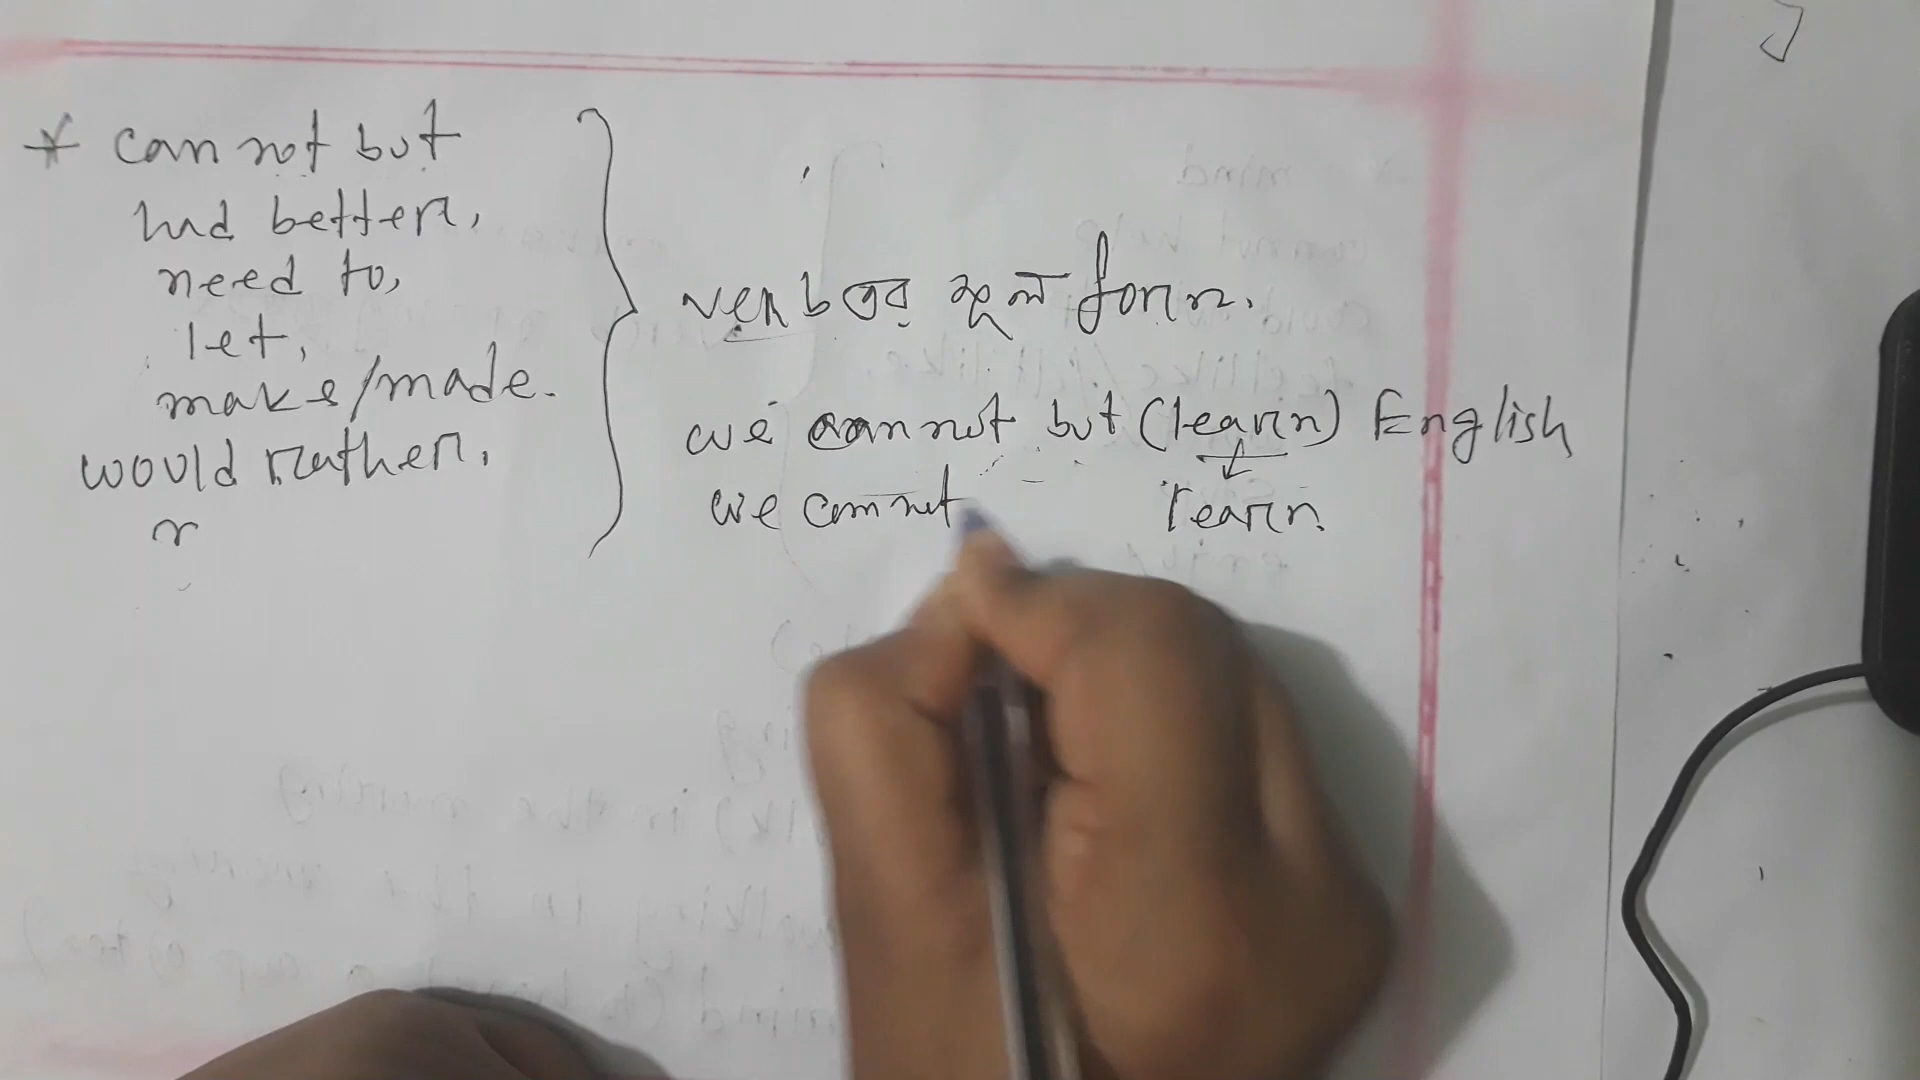 * can not but
had better,
need to,
let,
make/made.
would rather,
r
verb এর মূল form.
we cannot but (learn) English
learn.
we cannot